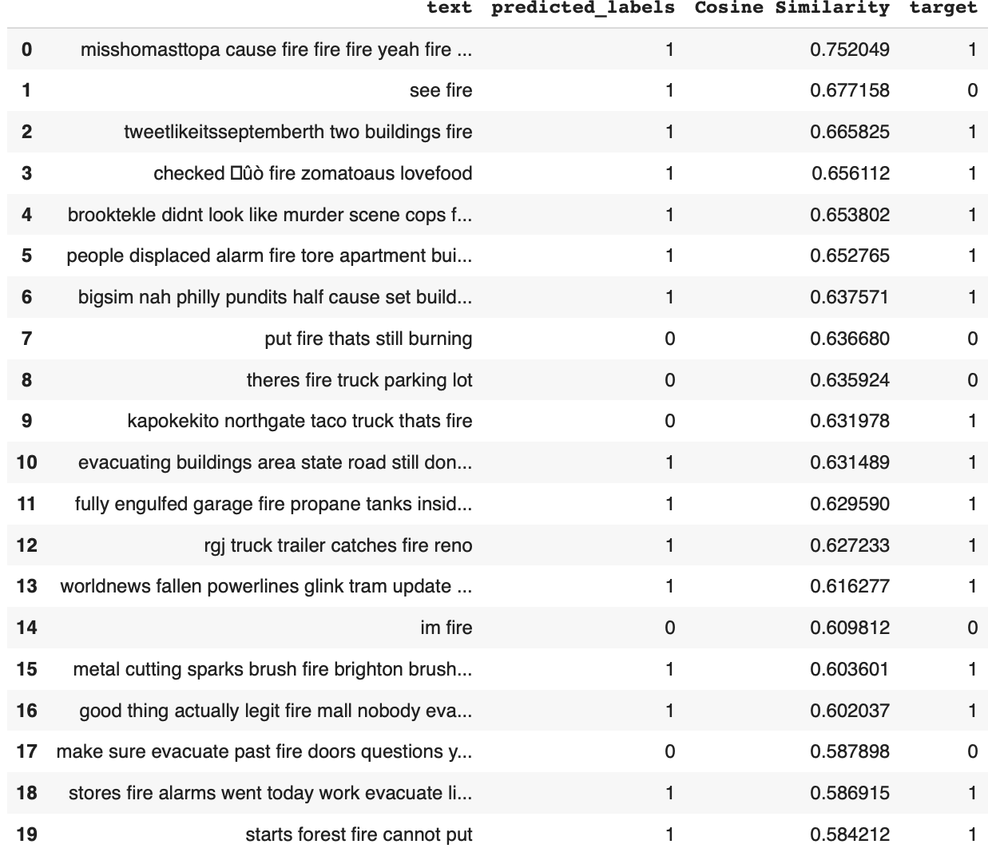 text predicted_labels Cosine Similarity target
0 misshomasttopa cause fire fire fire yeah fire ... 1 0.752049 1
1 see fire 1 0.677158 0
2 tweetlikeitsseptemberth two buildings fire 1 0.665825 1
3 checked □ûò fire zomatoaus lovefood 1 0.656112 1
4 brooktekle didnt look like murder scene cops f... 1 0.653802 1
5 people displaced alarm fire tore apartment bui... 1 0.652765 1
6 bigsim nah philly pundits half cause set build... 1 0.637571 1
7 put fire thats still burning 0 0.636680 0
8 theres fire truck parking lot 0 0.635924 0
9 kapokekito northgate taco truck thats fire 0 0.631978 1
10 evacuating buildings area state road still don... 1 0.631489 1
11 fully engulfed garage fire propane tanks insid... 1 0.629590 1
12 rgj truck trailer catches fire reno 1 0.627233 1
13 worldnews fallen powerlines glink tram update ... 1 0.616277 1
14 im fire 0 0.609812 0
15 metal cutting sparks brush fire brighton brush... 1 0.603601 1
16 good thing actually legit fire mall nobody eva... 1 0.602037 1
17 make sure evacuate past fire doors questions y... 0 0.587898 0
18 stores fire alarms went today work evacuate li... 1 0.586915 1
19 starts forest fire cannot put 1 0.584212 1